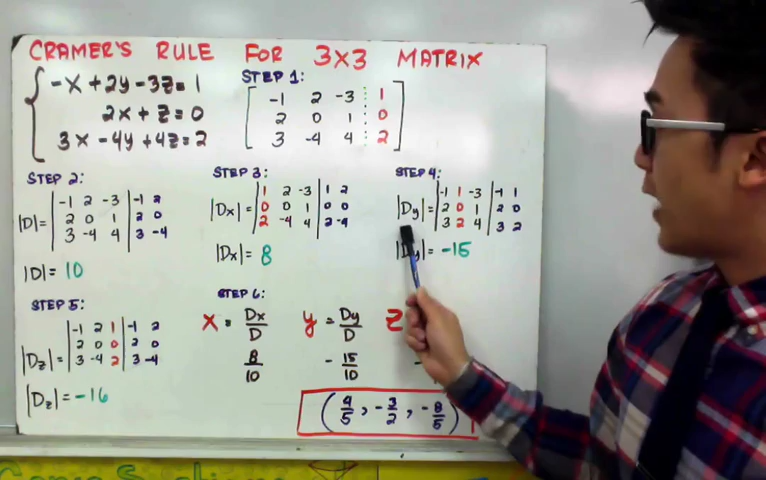 CRAMER'S RULE FOR 3X3 MATRIX
-x + 2y - 3z = 1
2x + z = 0
3x - 4y + 4z = 2
STEP 1:
-1 2 -3 1
2 0 1 0
3 -4 4 2
STEP 2:
|D| = -1 2 -3 -1 2
2 0 1 2 0
3 -4 4 3 -4
|D| = 10
STEP 3:
|Dx| = 1 2 -3 1 2
0 0 1 0 0
2 -4 4 2 -4
|Dx| = 8
STEP 4:
|Dy| = -1 1 -3 -1 1
2 0 1 2 0
3 2 4 3 2
|Dy| = -15
STEP 5:
|Dz| = -1 2 1 -1 2
2 0 0 2 0
3 -4 2 3 -4
|Dz| = -16
STEP 6:
x = Dx/D y = Dy/D z
8/10 - 15/10 -
(4/5, -3/2, -8/5)